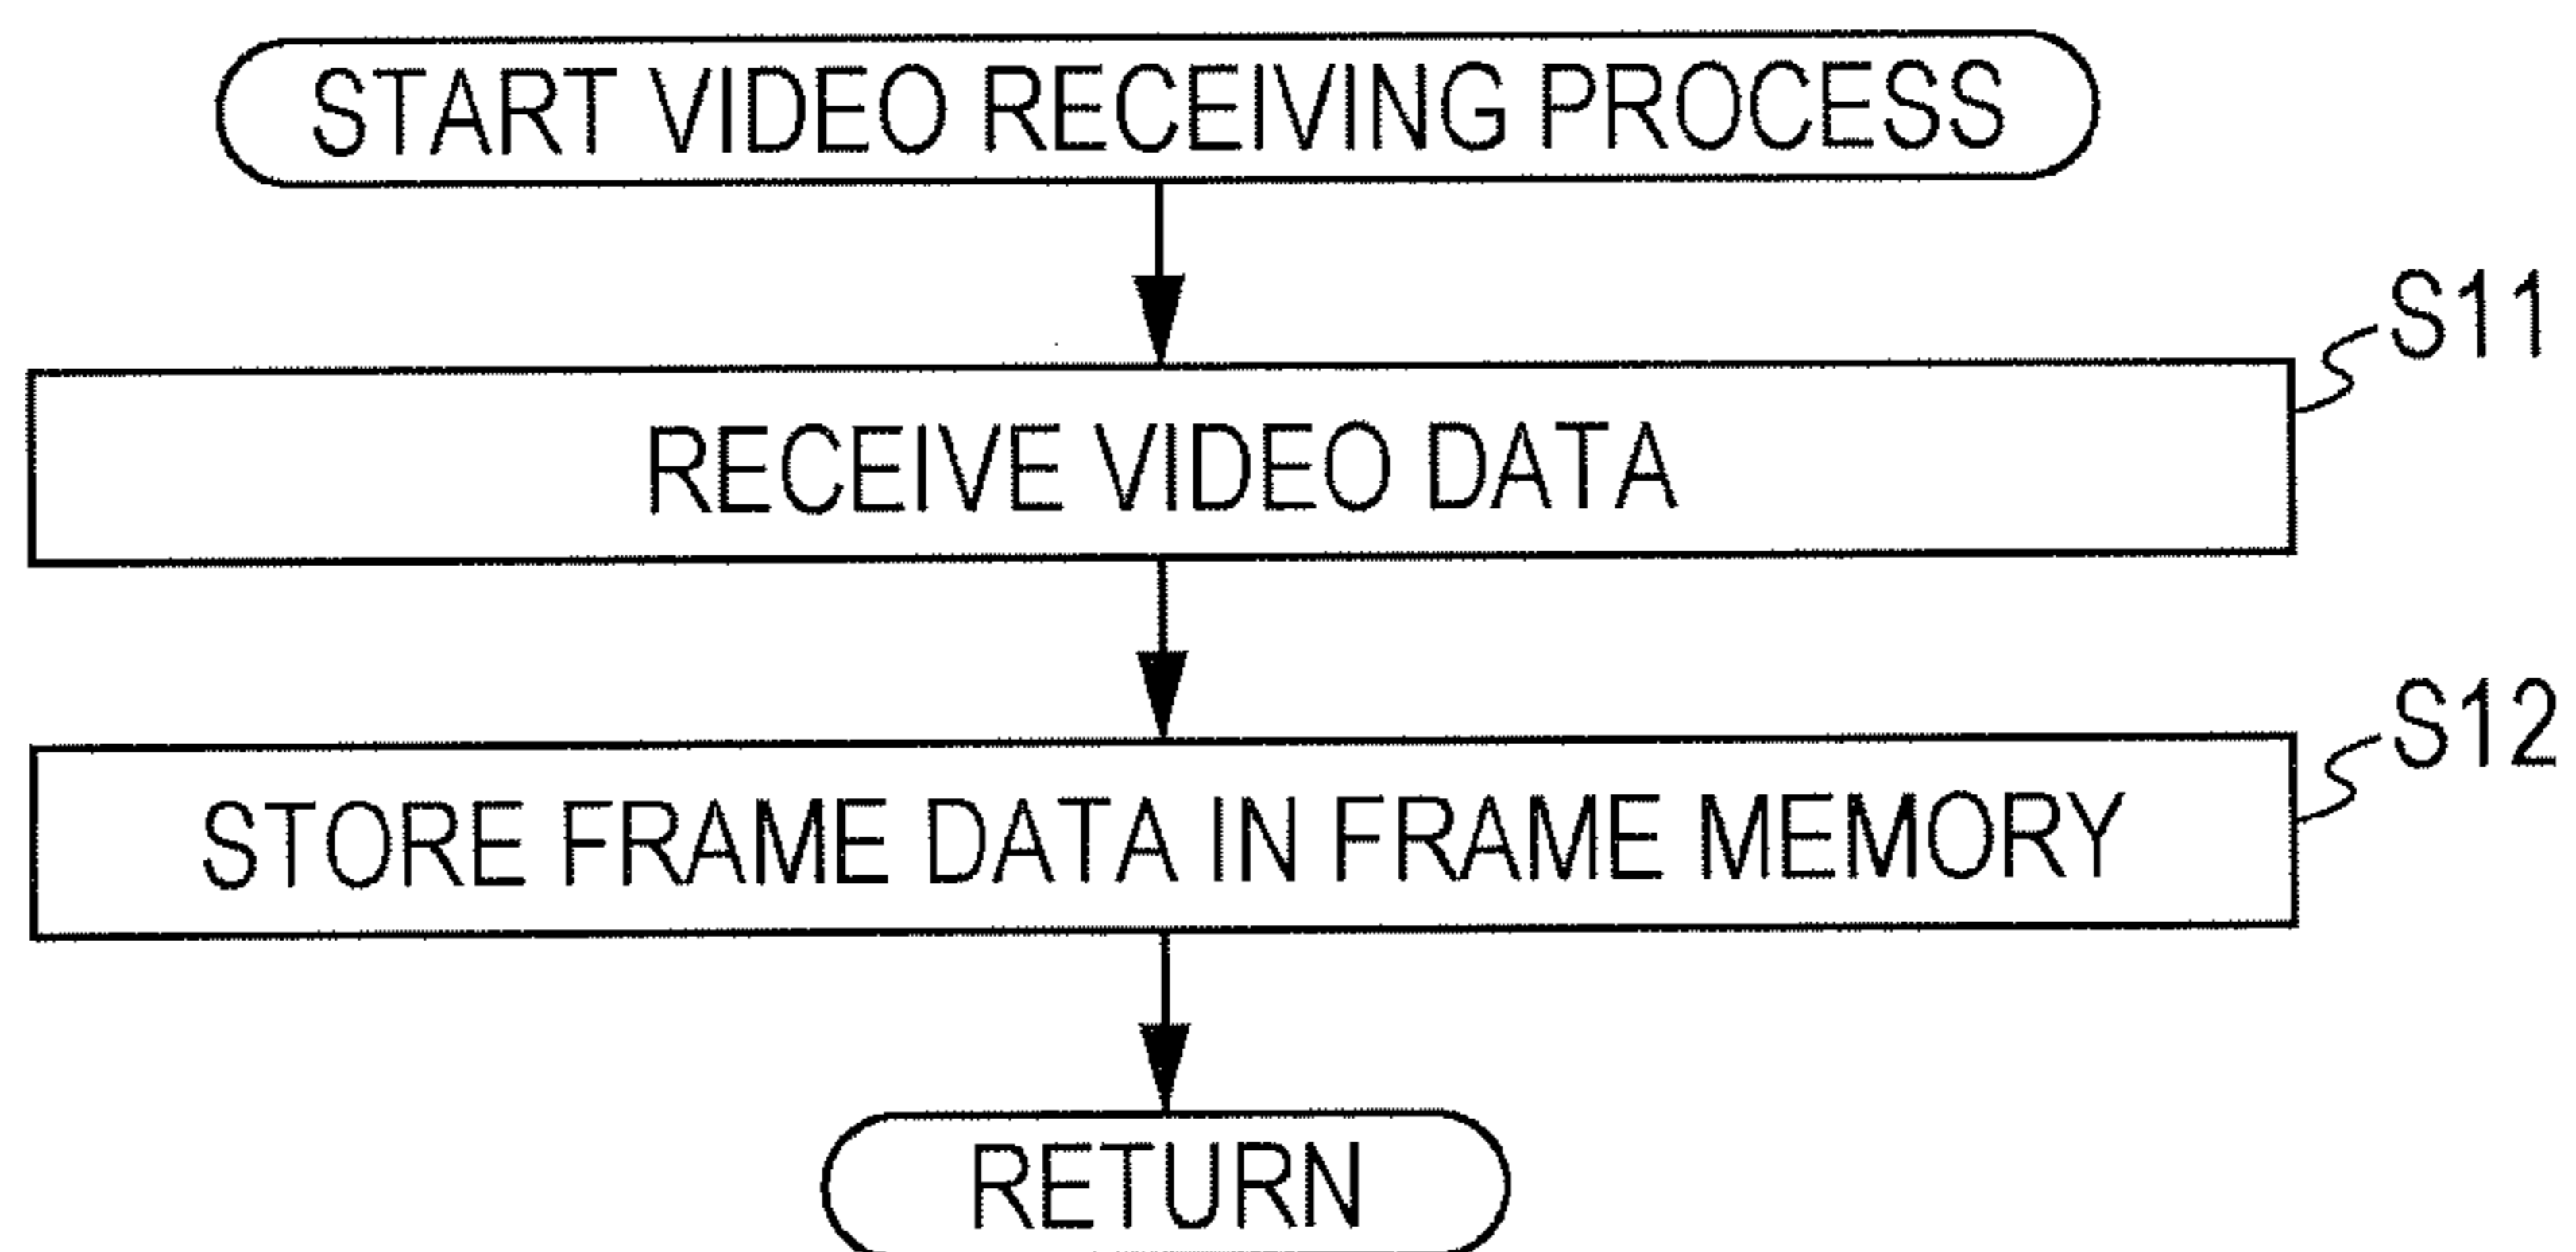 START VIDEO RECEIVING PROCESS
S11
RECEIVE VIDEO DATA
S12
STORE FRAME DATA IN FRAME MEMORY
RETURN